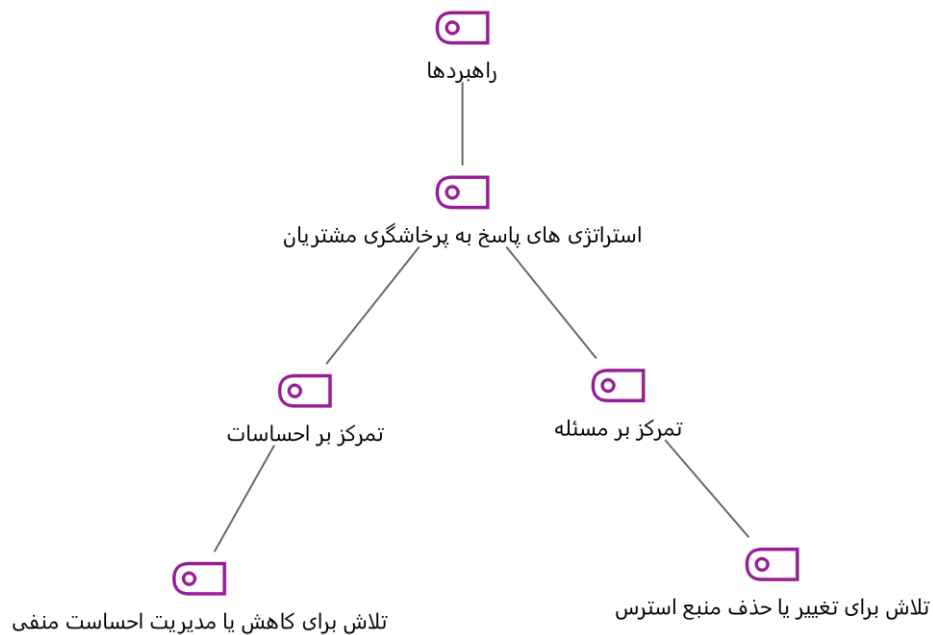 راهبردها
استراتژی های پاسخ به پرخاشگری مشتریان
تمرکز بر مسئله
تمرکز بر احساسات
تلاش برای تغییر یا حذف منبع استرس
تلاش برای کاهش یا مدیریت احساست منفی